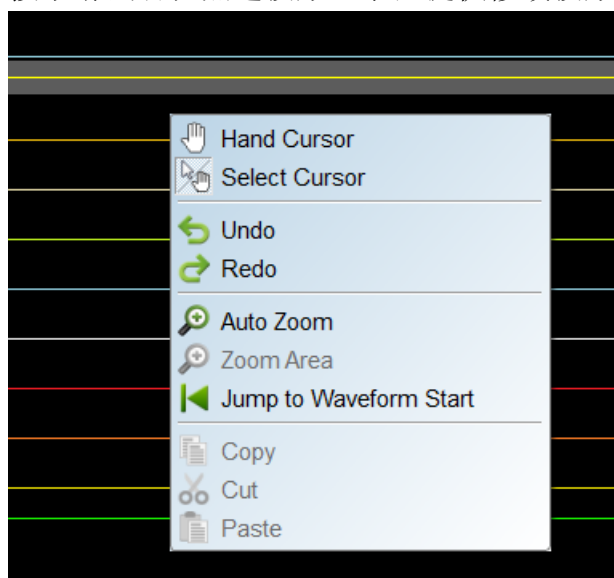 Hand Cursor
Select Cursor
Undo
Redo
Auto Zoom
Zoom Area
Jump to Waveform Start
Copy
Cut
Paste